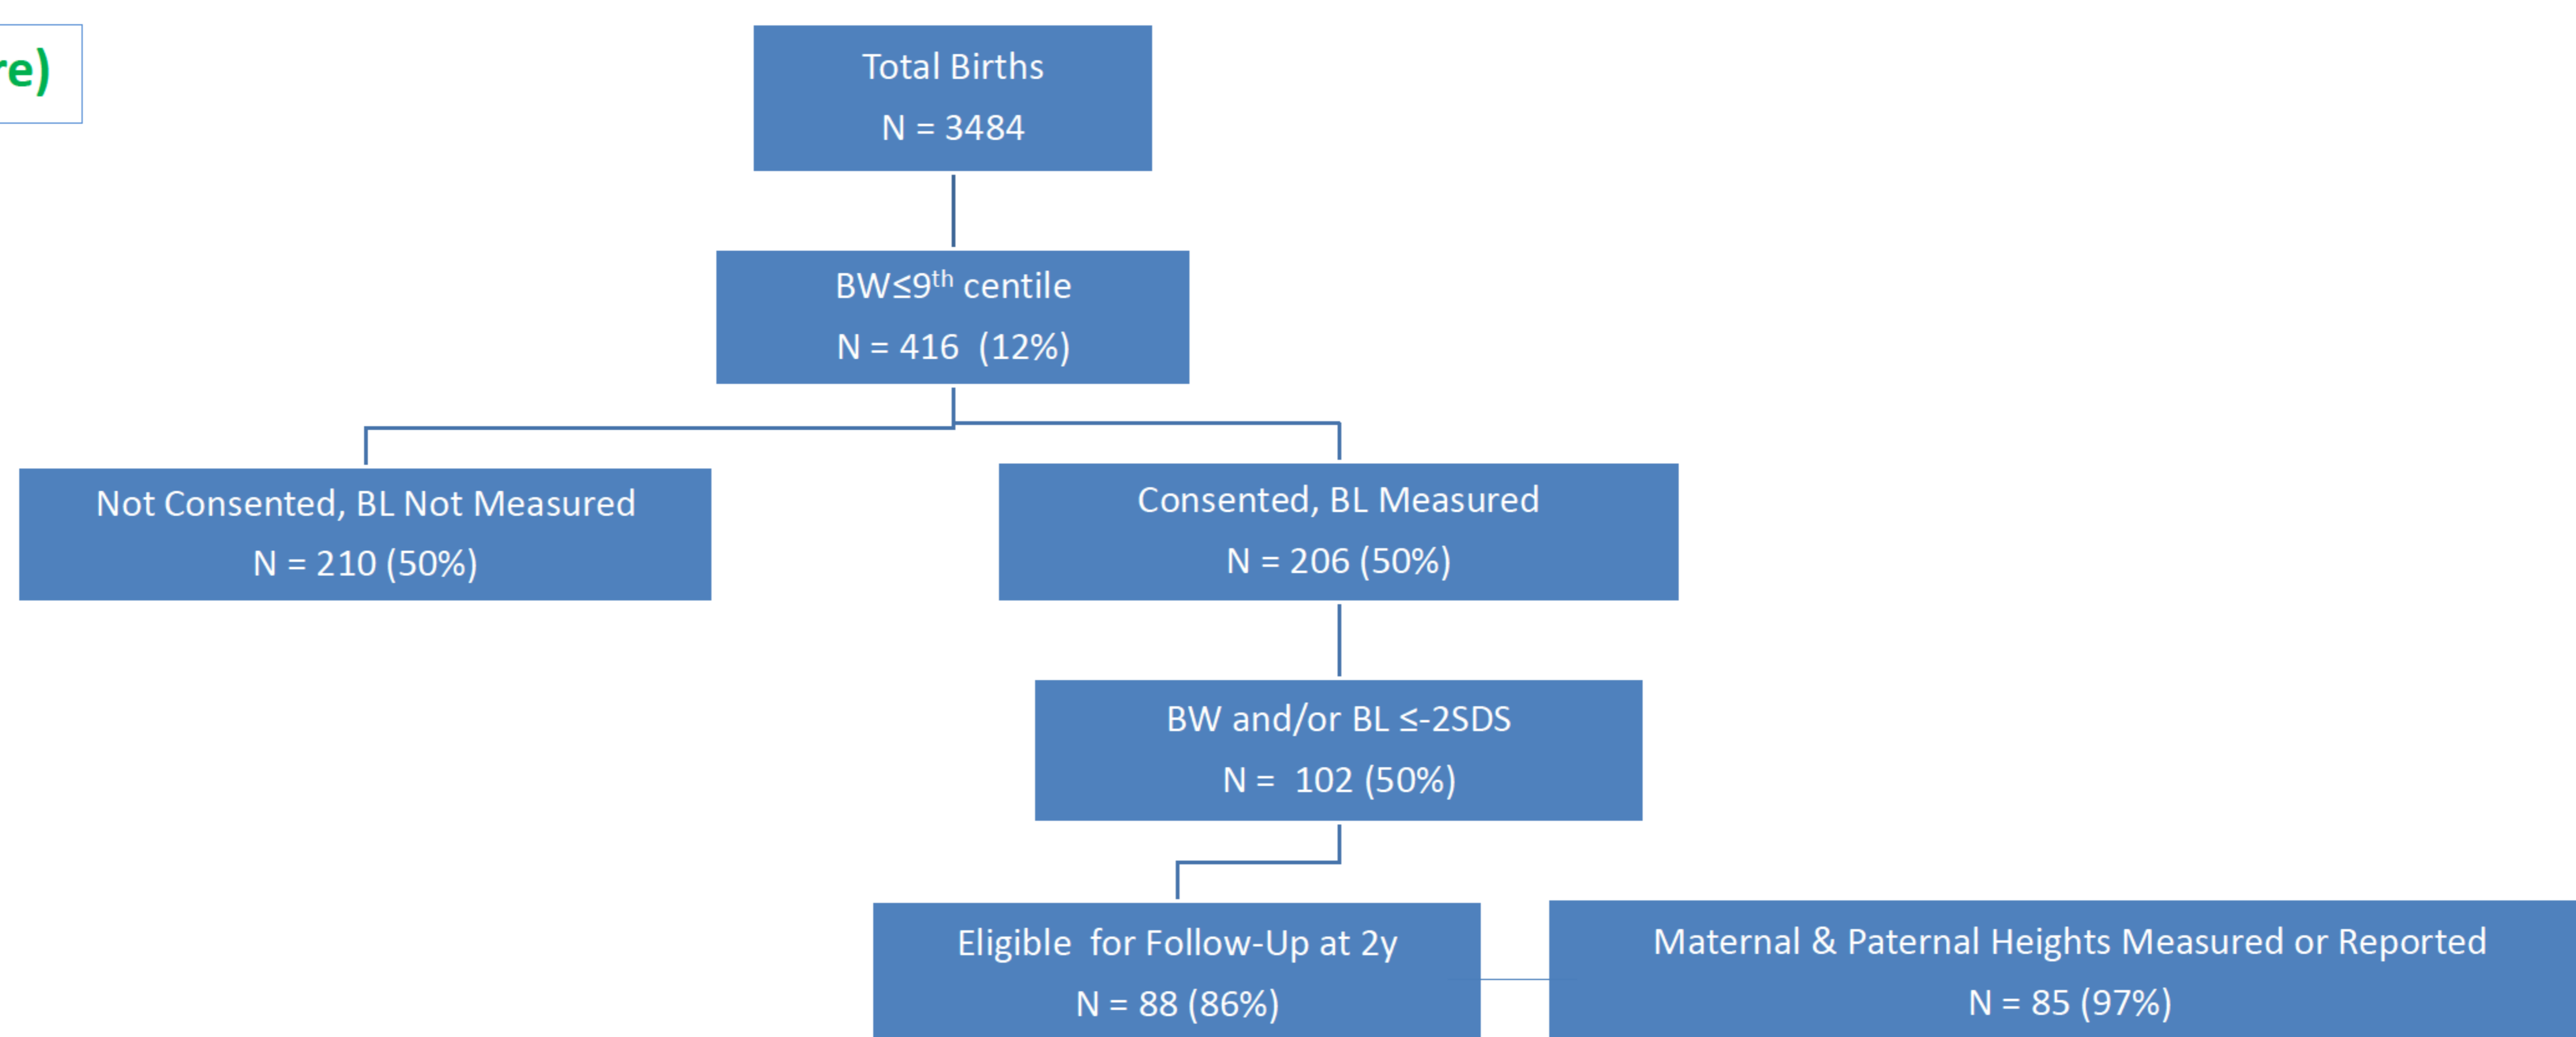 re)
Total Births
N = 3484
BW≤9th centile
N = 416 (12%)
Not Consented, BL Not Measured
N = 210 (50%)
Consented, BL Measured
N = 206 (50%)
BW and/or BL ≤-2SDS
N = 102 (50%)
Eligible for Follow-Up at 2y
N = 88 (86%)
Maternal & Paternal Heights Measured or Reported
N = 85 (97%)